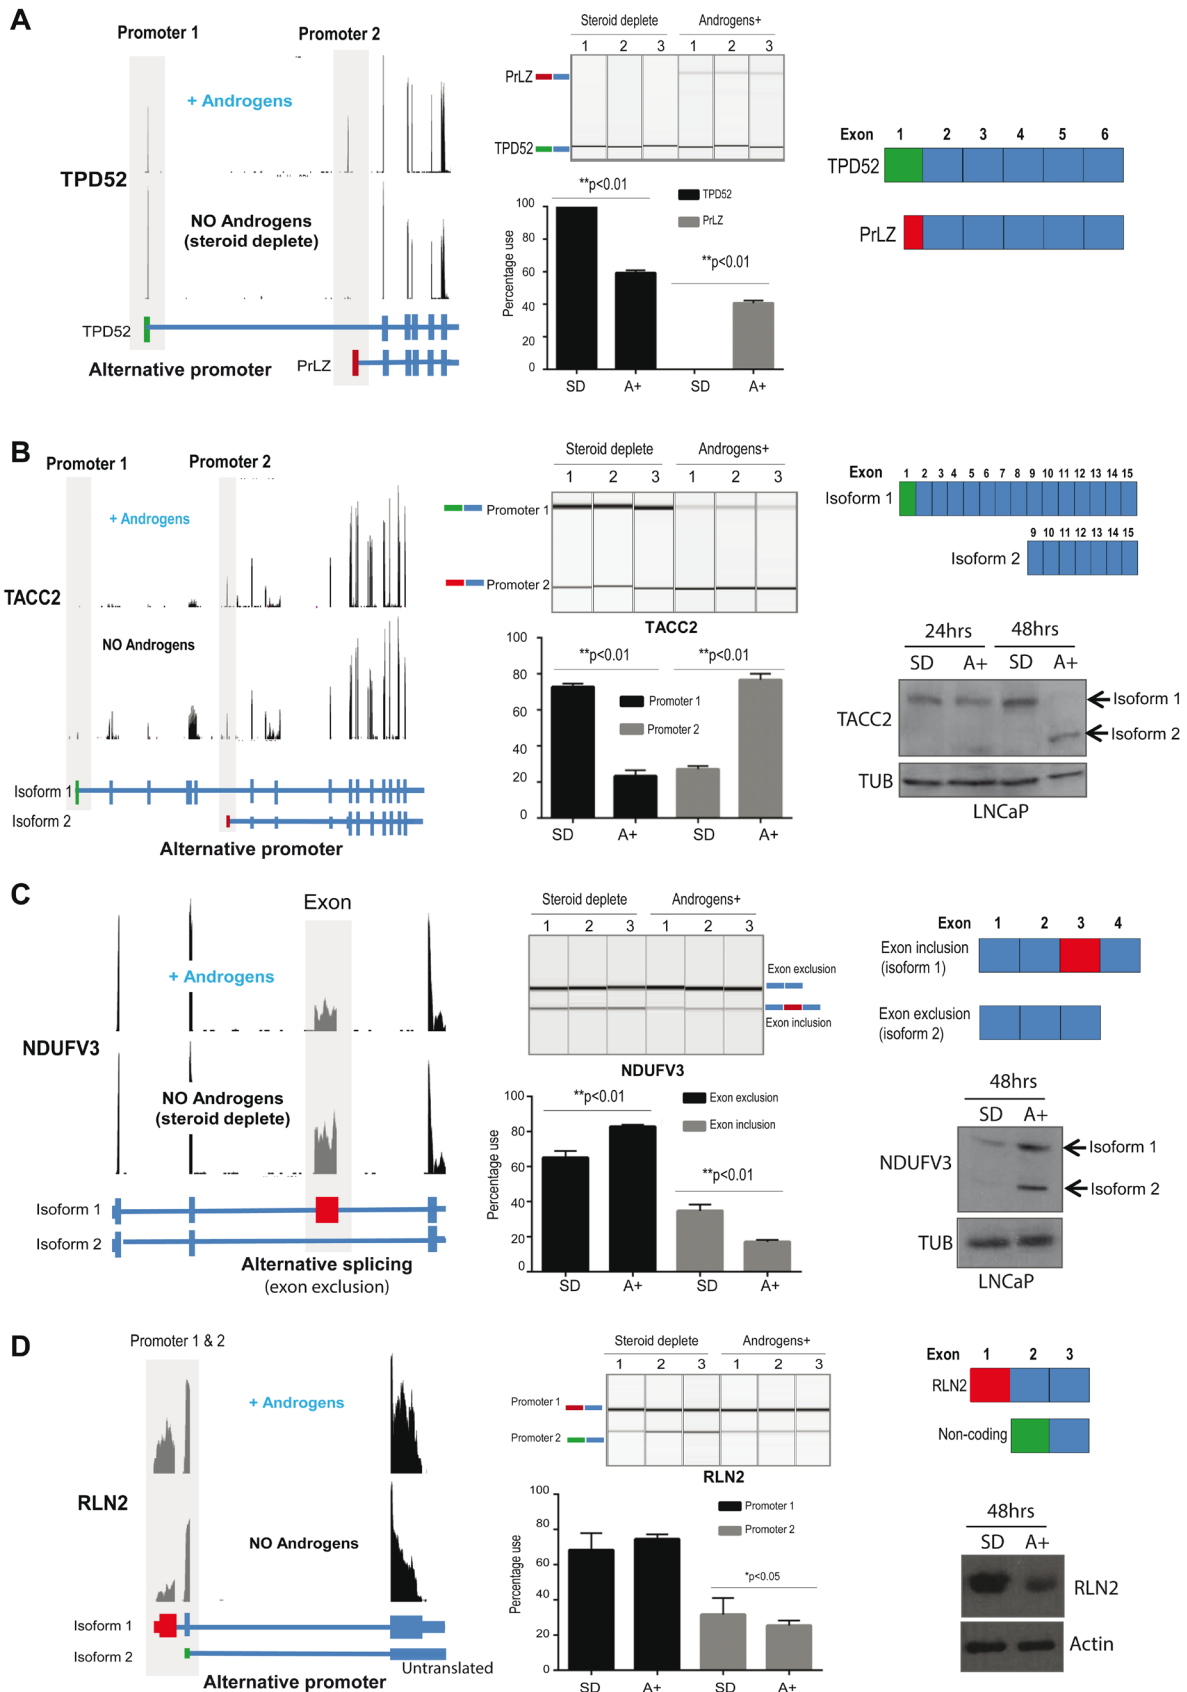 A
Promoter 1
Promoter 2
+ Androgens
TPD52
NO Androgens
(steroid deplete)
TPD52
PrLZ
Alternative promoter
Steroid deplete
Androgens+
1 2 3 1 2 3
PrLZ
TPD52
**p<0.01
TPD52
PrLZ
**p<0.01
Percentage use
100
80
60
40
20
0
SD A+ SD A+
Exon 1 2 3 4 5 6
TPD52
PrLZ
B
Promoter 1
Promoter 2
+ Androgens
TACC2
NO Androgens
Isoform 1
Isoform 2
Alternative promoter
Steroid deplete
Androgens+
1 2 3 1 2 3
Promoter 1
Promoter 2
TACC2
100
80
60
40
20
0
**p<0.01
**p<0.01
Promoter 1
Promoter 2
SD A+ SD A+
Exon 1 2 3 4 5 6 7 8 9 10 11 12 13 14 15
Isoform 1
9 10 11 12 13 14 15
Isoform 2
24hrs 48hrs
SD A+ SD A+
TACC2
Isoform 1
Isoform 2
TUB
LNCaP
C
Exon
+ Androgens
NDUFV3
NO Androgens
(steroid deplete)
Isoform 1
Isoform 2
Alternative splicing
(exon exclusion)
Steroid deplete
Androgens+
1 2 3 1 2 3
Exon exclusion
Exon inclusion
NDUFV3
100
80
60
40
20
0
Percentage use
**p<0.01
Exon exclusion
Exon inclusion
**p<0.01
SD A+ SD A+
Exon 1 2 3 4
Exon inclusion
(isoform 1)
Exon exclusion
(isoform 2)
48hrs
SD A+
NDUFV3
Isoform 1
Isoform 2
TUB
LNCaP
D
Promoter 1 & 2
+ Androgens
RLN2
NO Androgens
Isoform 1
Isoform 2
Untranslated
Alternative promoter
Steroid deplete
Androgens+
1 2 3 1 2 3
Promoter 1
Promoter 2
RLN2
100
80
60
40
20
0
Percentage use
Promoter 1
Promoter 2
*p<0.05
SD A+ SD A+
Exon 1 2 3
RLN2
Non-coding
48hrs
SD A+
RLN2
Actin